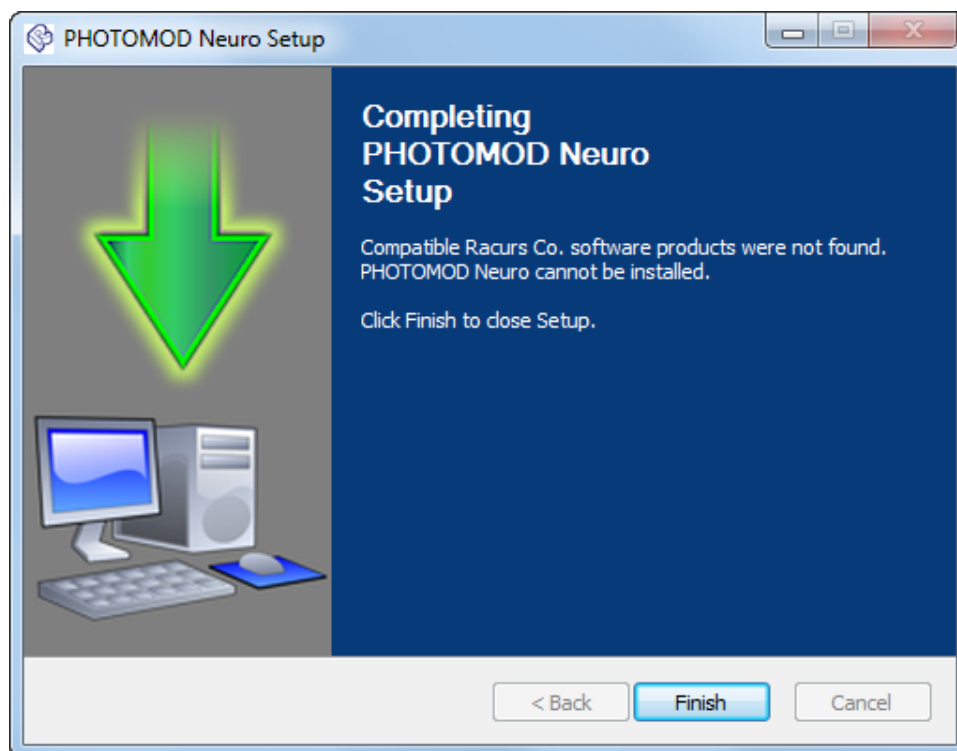 PHOTOMOD Neuro Setup
Completing
PHOTOMOD Neuro
Setup
Compatible Racurs Co. software products were not found.
PHOTOMOD Neuro cannot be installed.
Click Finish to close Setup.
< Back
Finish
Cancel